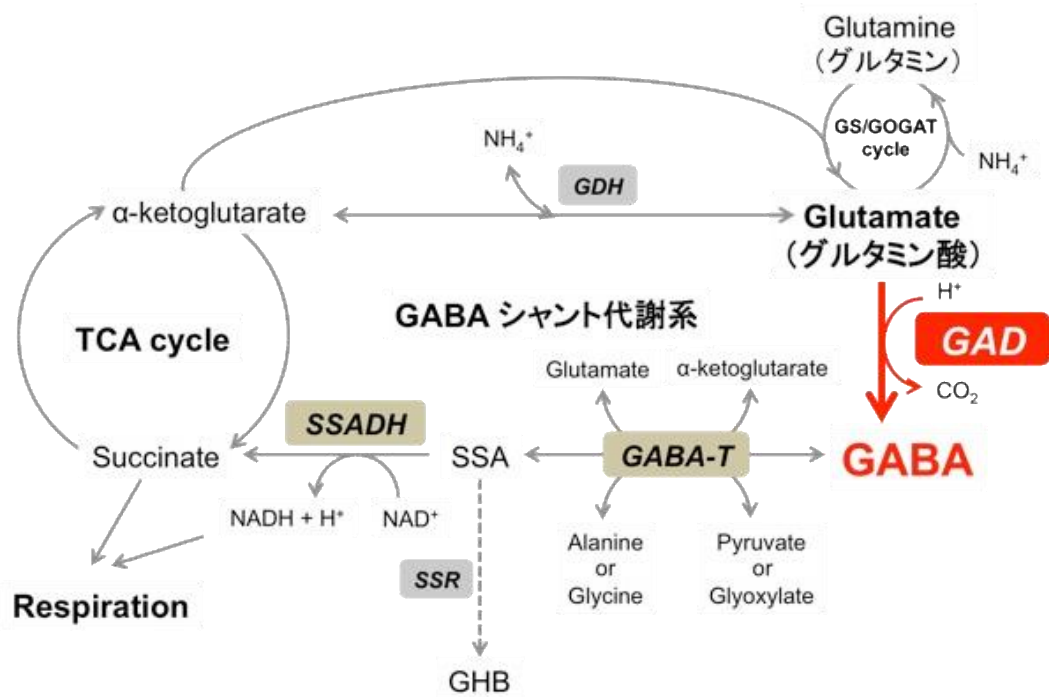 Glutamine
（グルタミン）
GS/GOGAT
cycle
NH₄⁺
NH₄⁺
GDH
α-ketoglutarate
Glutamate
（グルタミン酸）
H⁺
GABA シャント代謝系
TCA cycle
GAD
Glutamate
α-ketoglutarate
CO₂
SSADH
Succinate
SSA
GABA-T
GABA
NADH + H⁺
NAD⁺
Alanine
or
Glycine
Pyruvate
or
Glyoxylate
SSR
Respiration
GHB